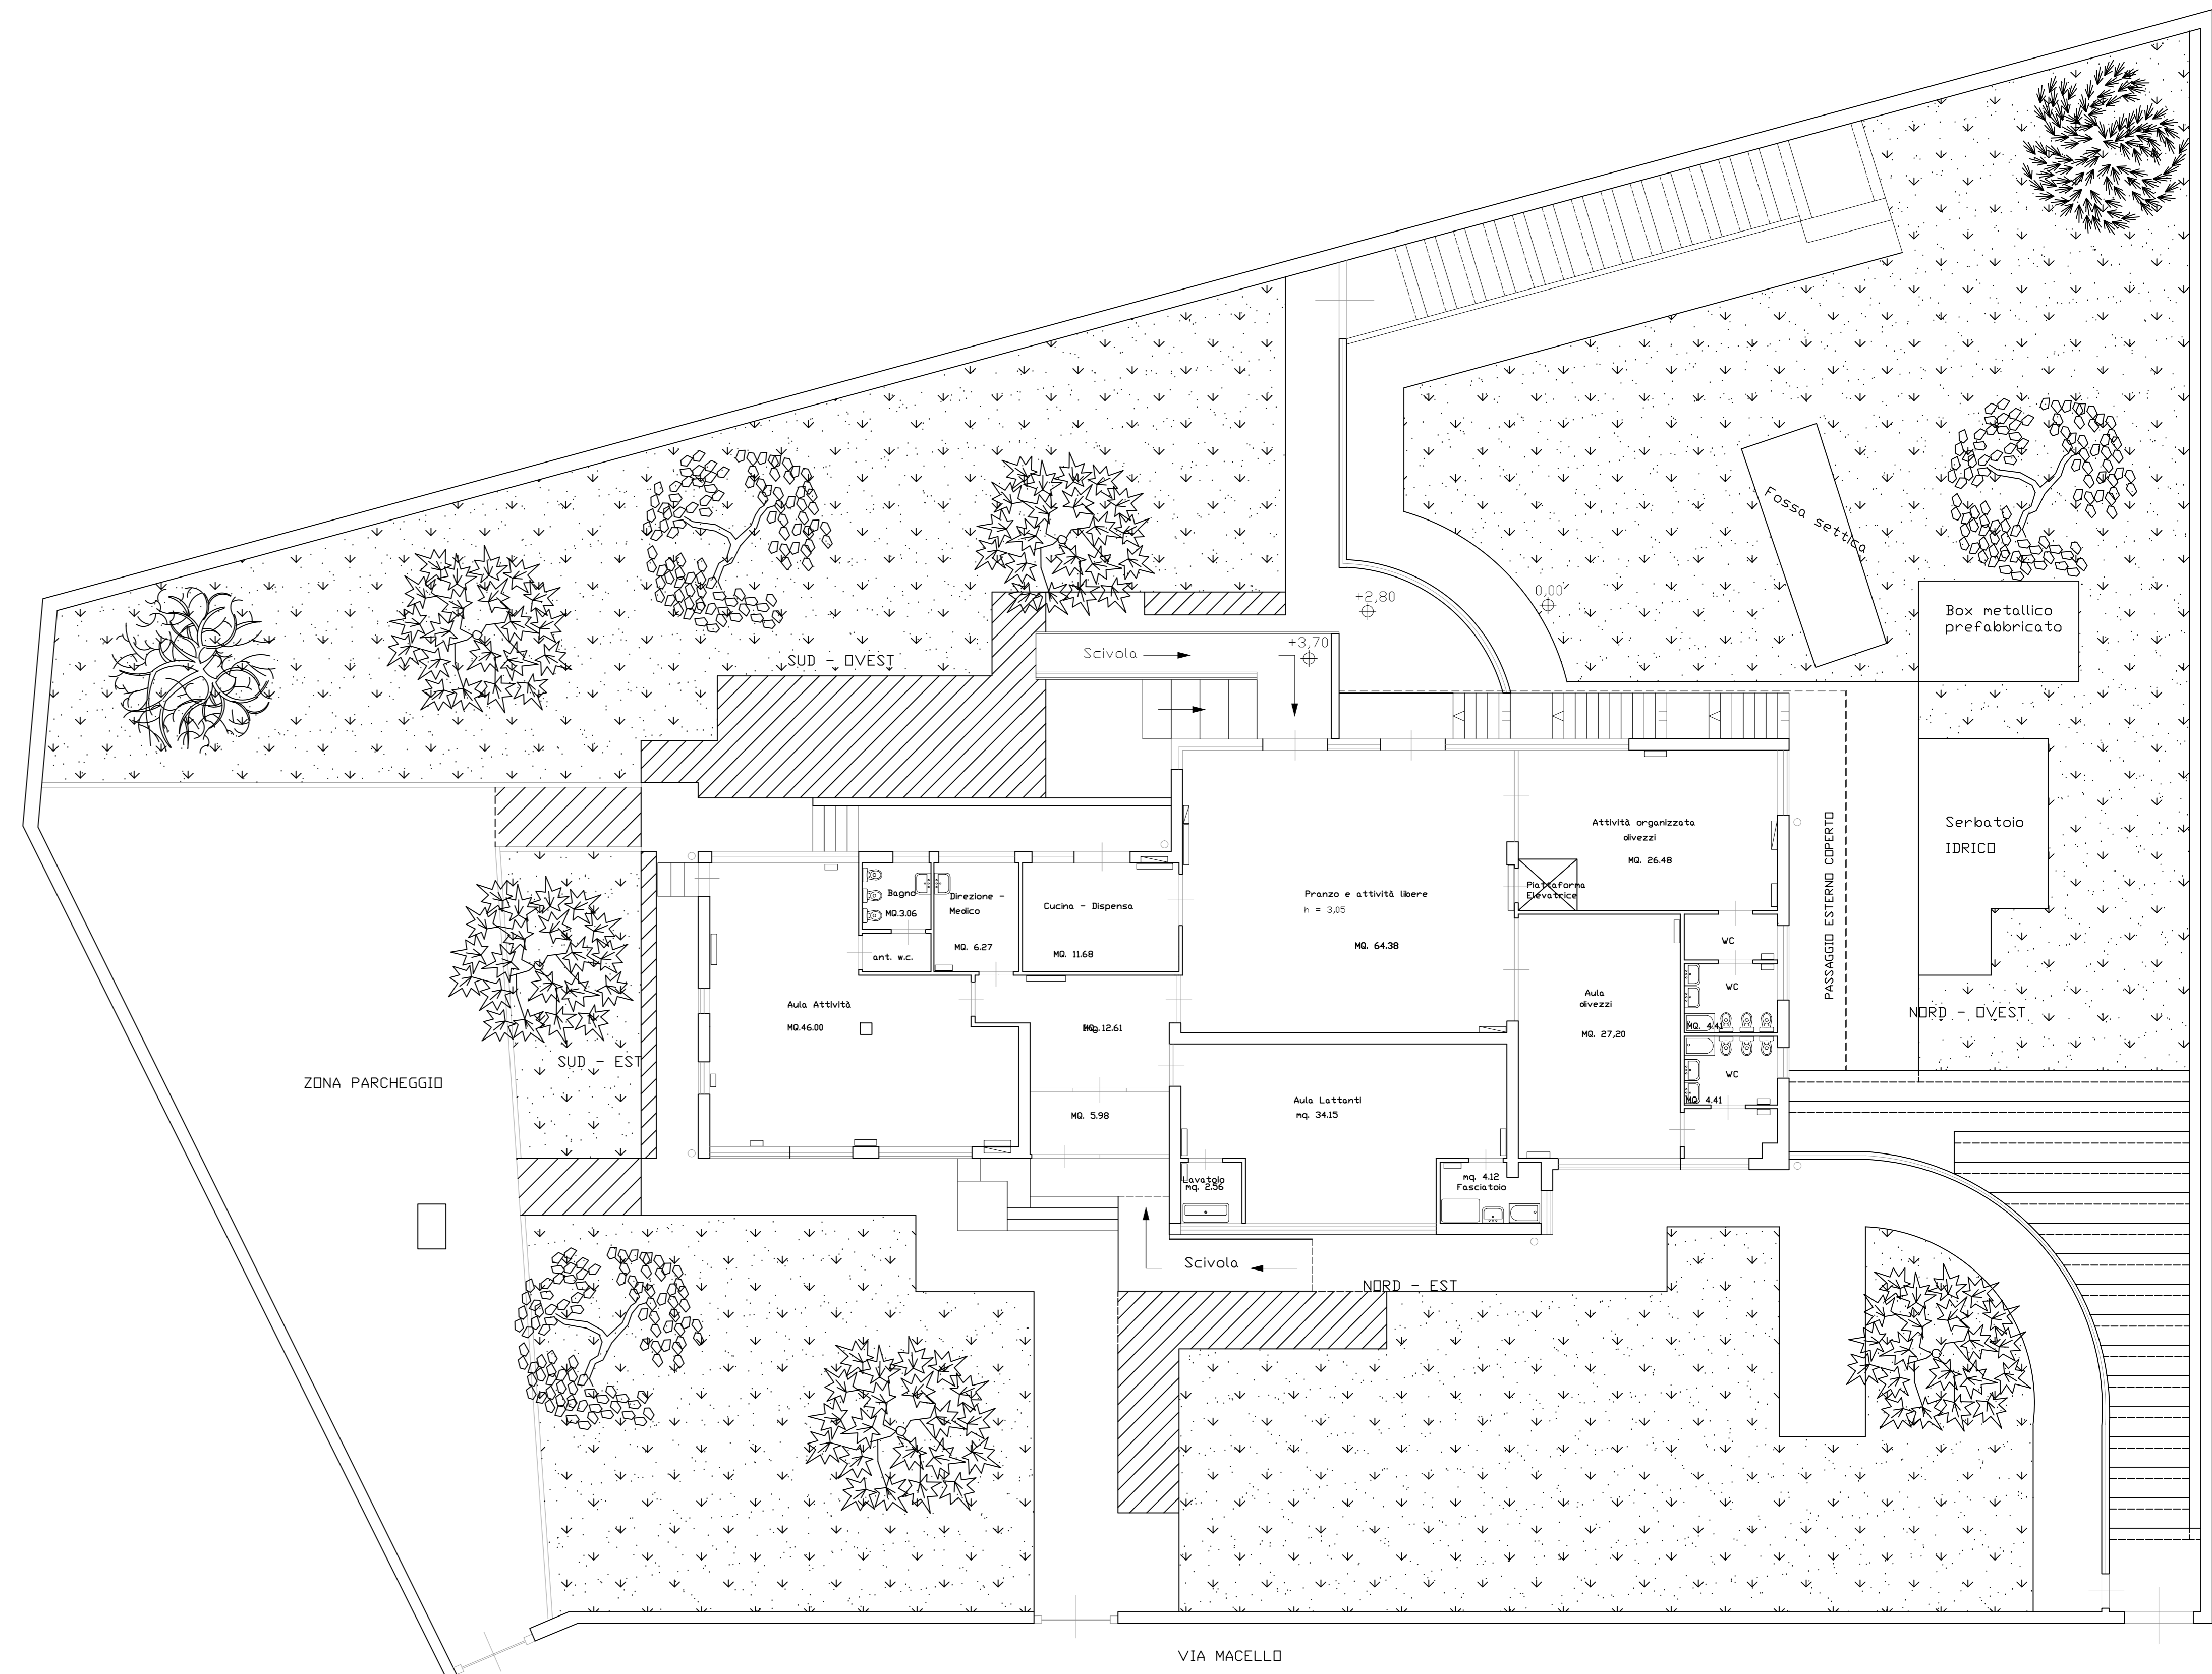 Fossa settica
+2,80
0,00
Box metallico
prefabbricato
+3,70
Scivola
SUD - OVEST
Attività organizzata
divezzi
MQ. 26.48
PASSAGGIO ESTERNO COPERTO
Serbatoio
IDRICO
Piattaforma
Elevatrice
Pranzo e attività libere
h = 3,05
MQ. 64.38
Bagno
MQ.3.06
Direzione -
Medico
MQ. 6.27
Cucina - Dispensa
MQ. 11.68
ant. w.c.
WC
WC
MQ. 4.41
Aula
divezzi
MQ. 27,20
Aula Attività
MQ.46.00
12.61
NORD - OVEST
SUD - EST
ZONA PARCHEGGIO
WC
MQ. 4.41
MQ. 5.98
Aula Lattanti
mq. 34.15
Lavatoio
mq. 2.56
mq. 4.12
Fasciatoio
Scivola
NORD - EST
VIA MACELLO